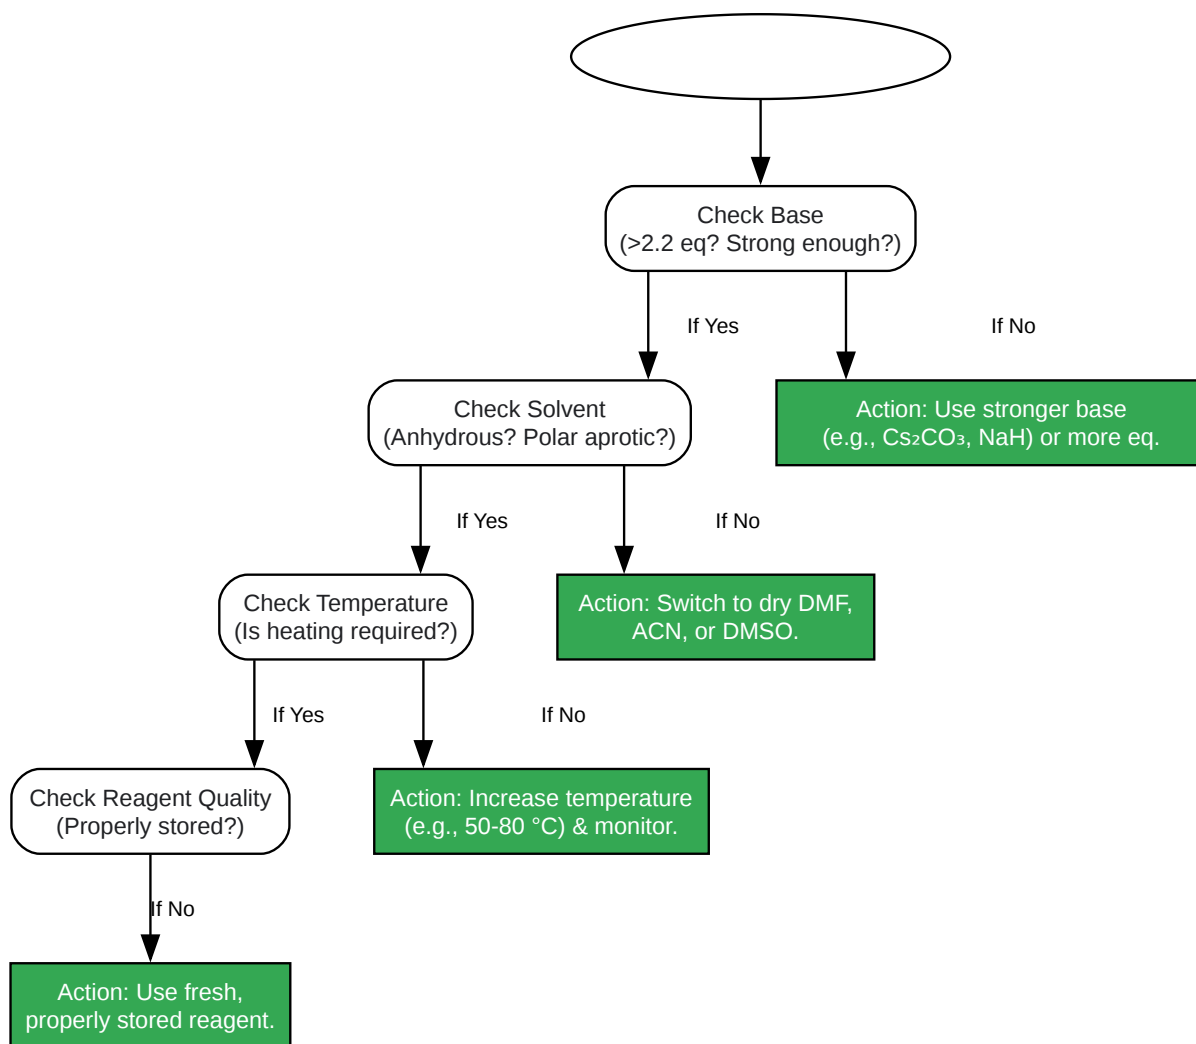 Check Base
(>2.2 eq? Strong enough?)
If Yes
If No
Check Solvent
(Anhydrous? Polar aprotic?)
Action: Use stronger base
(e.g., Cs₂CO₃, NaH) or more eq.
If Yes
If No
Check Temperature
(Is heating required?)
Action: Switch to dry DMF,
ACN, or DMSO.
If Yes
If No
Check Reagent Quality
(Properly stored?)
Action: Increase temperature
(e.g., 50-80 °C) & monitor.
If No
Action: Use fresh,
properly stored reagent.